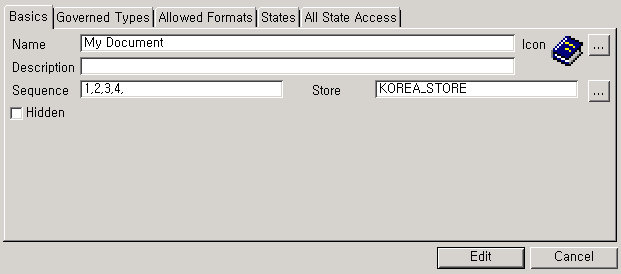 Basics Governed Types Allowed Formats States All State Access
Name My Document Icon ...
Description
Sequence 1,2,3,4, Store KOREA_STORE ...
Hidden
Edit Cancel